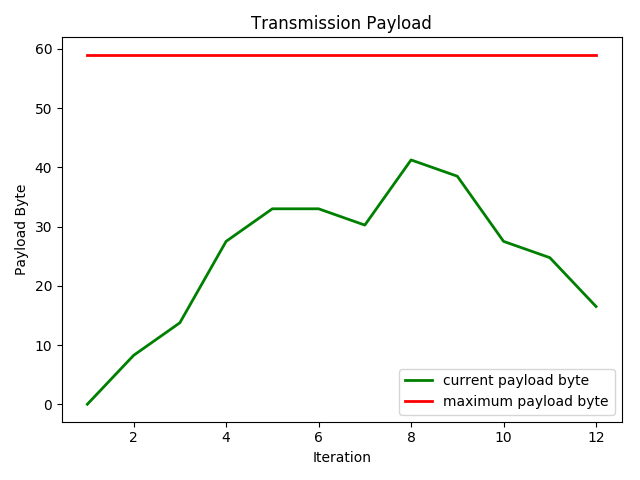 Transmission Payload
60
50
40
30
20
10
0
Payload Byte
current payload byte
maximum payload byte
2 4 6 8 10 12
Iteration